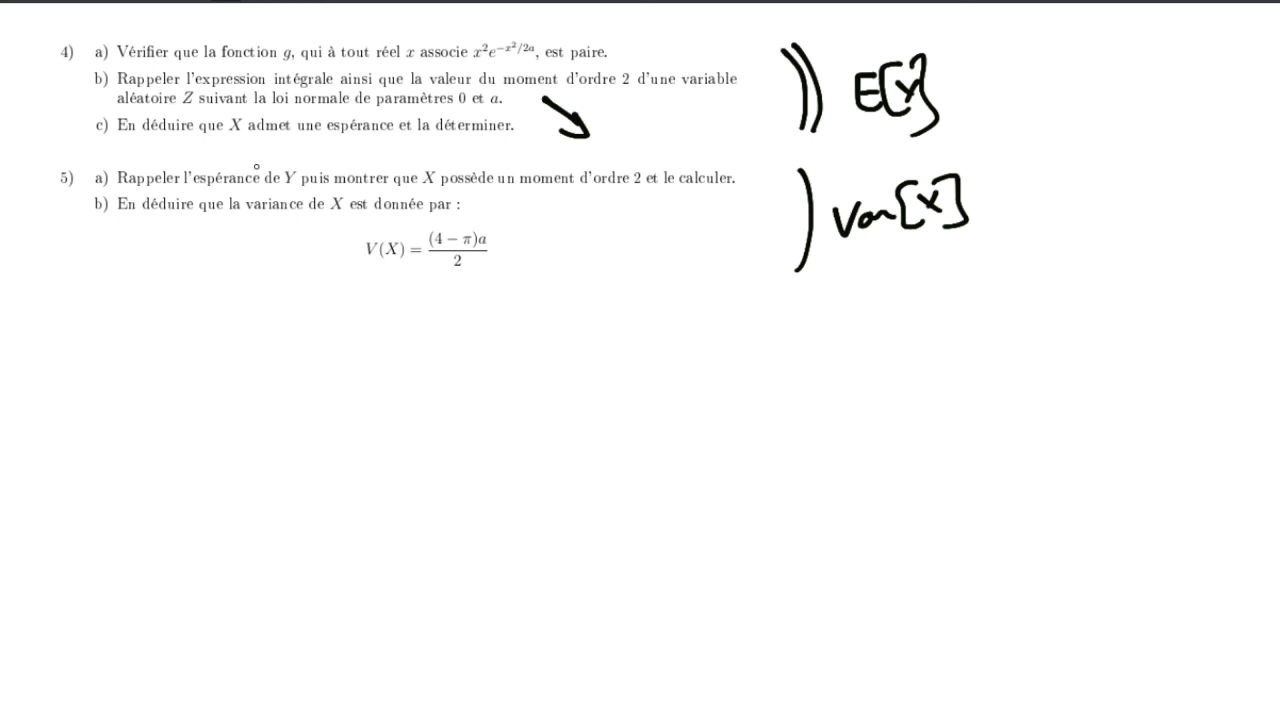 4) a) Vérifier que la fonction g, qui à tout réel x associe x²e^{-x²/2a}, est paire.
b) Rappeler l'expression intégrale ainsi que la valeur du moment d'ordre 2 d'une variable
aléatoire Z suivant la loi normale de paramètres 0 et a.
c) En déduire que X admet une espérance et la déterminer.
E[X]
5) a) Rappeler l'espérance de Y puis montrer que X possède un moment d'ordre 2 et le calculer.
b) En déduire que la variance de X est donnée par :
Var[X]
V(X) = (4 − π)a / 2